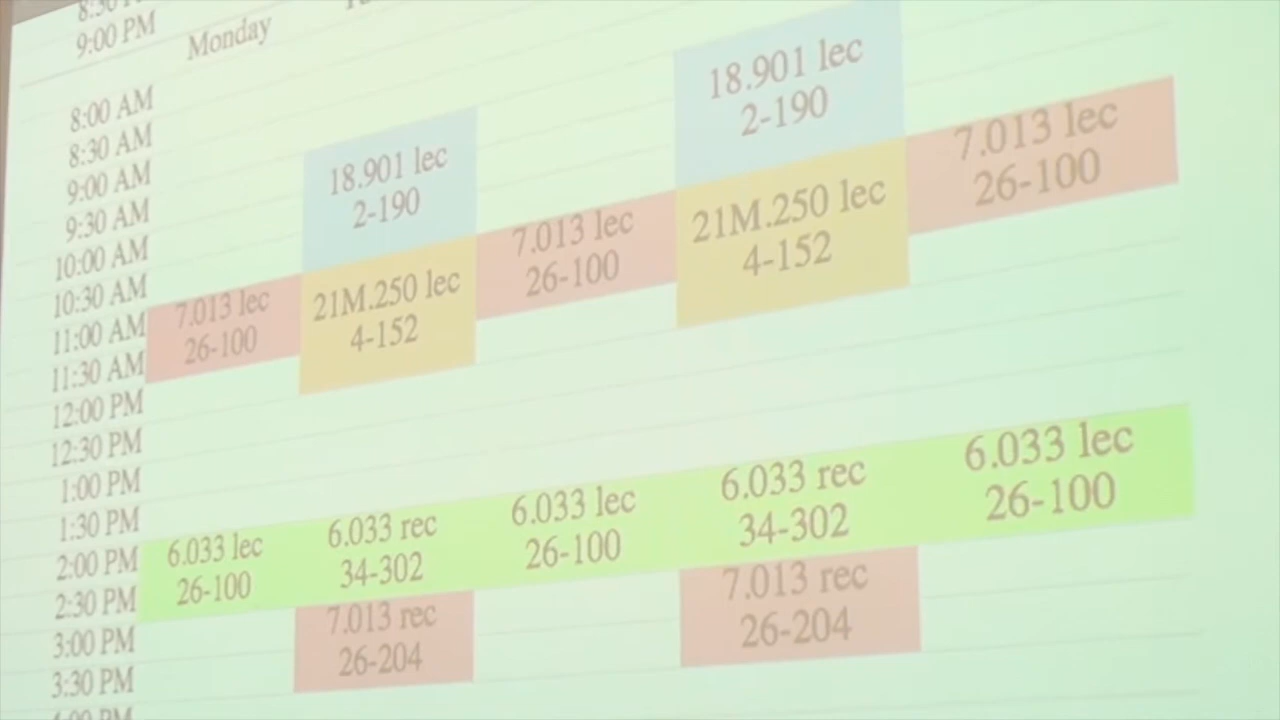 9:00 PM
Monday
8:00 AM
8:30 AM
9:00 AM
9:30 AM
10:00 AM
10:30 AM
11:00 AM
11:30 AM
12:00 PM
12:30 PM
1:00 PM
1:30 PM
2:00 PM
2:30 PM
3:00 PM
3:30 PM
7.013 lec
26-100
6.033 lec
26-100
18.901 lec
2-190
21M.250 lec
4-152
6.033 rec
34-302
7.013 rec
26-204
7.013 lec
26-100
6.033 lec
26-100
18.901 lec
2-190
21M.250 lec
4-152
6.033 rec
34-302
7.013 rec
26-204
7.013 lec
26-100
6.033 lec
26-100